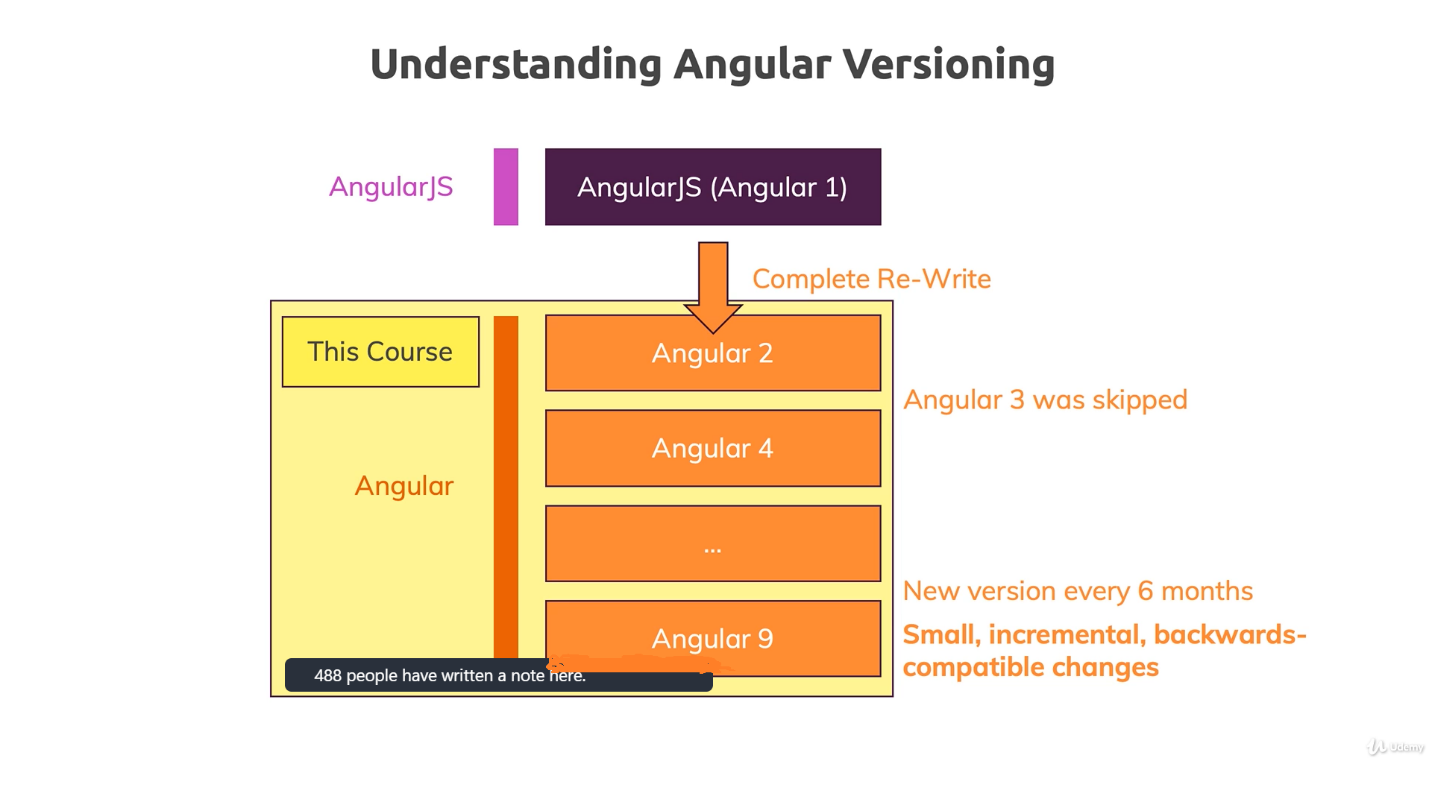 Understanding Angular Versioning
AngularJS
AngularJS (Angular 1)
Complete Re-Write
This Course
Angular 2
Angular 3 was skipped
Angular 4
Angular
...
New version every 6 months
Angular 9
Small, incremental, backwards-
compatible changes
488 people have written a note here.
Udemy